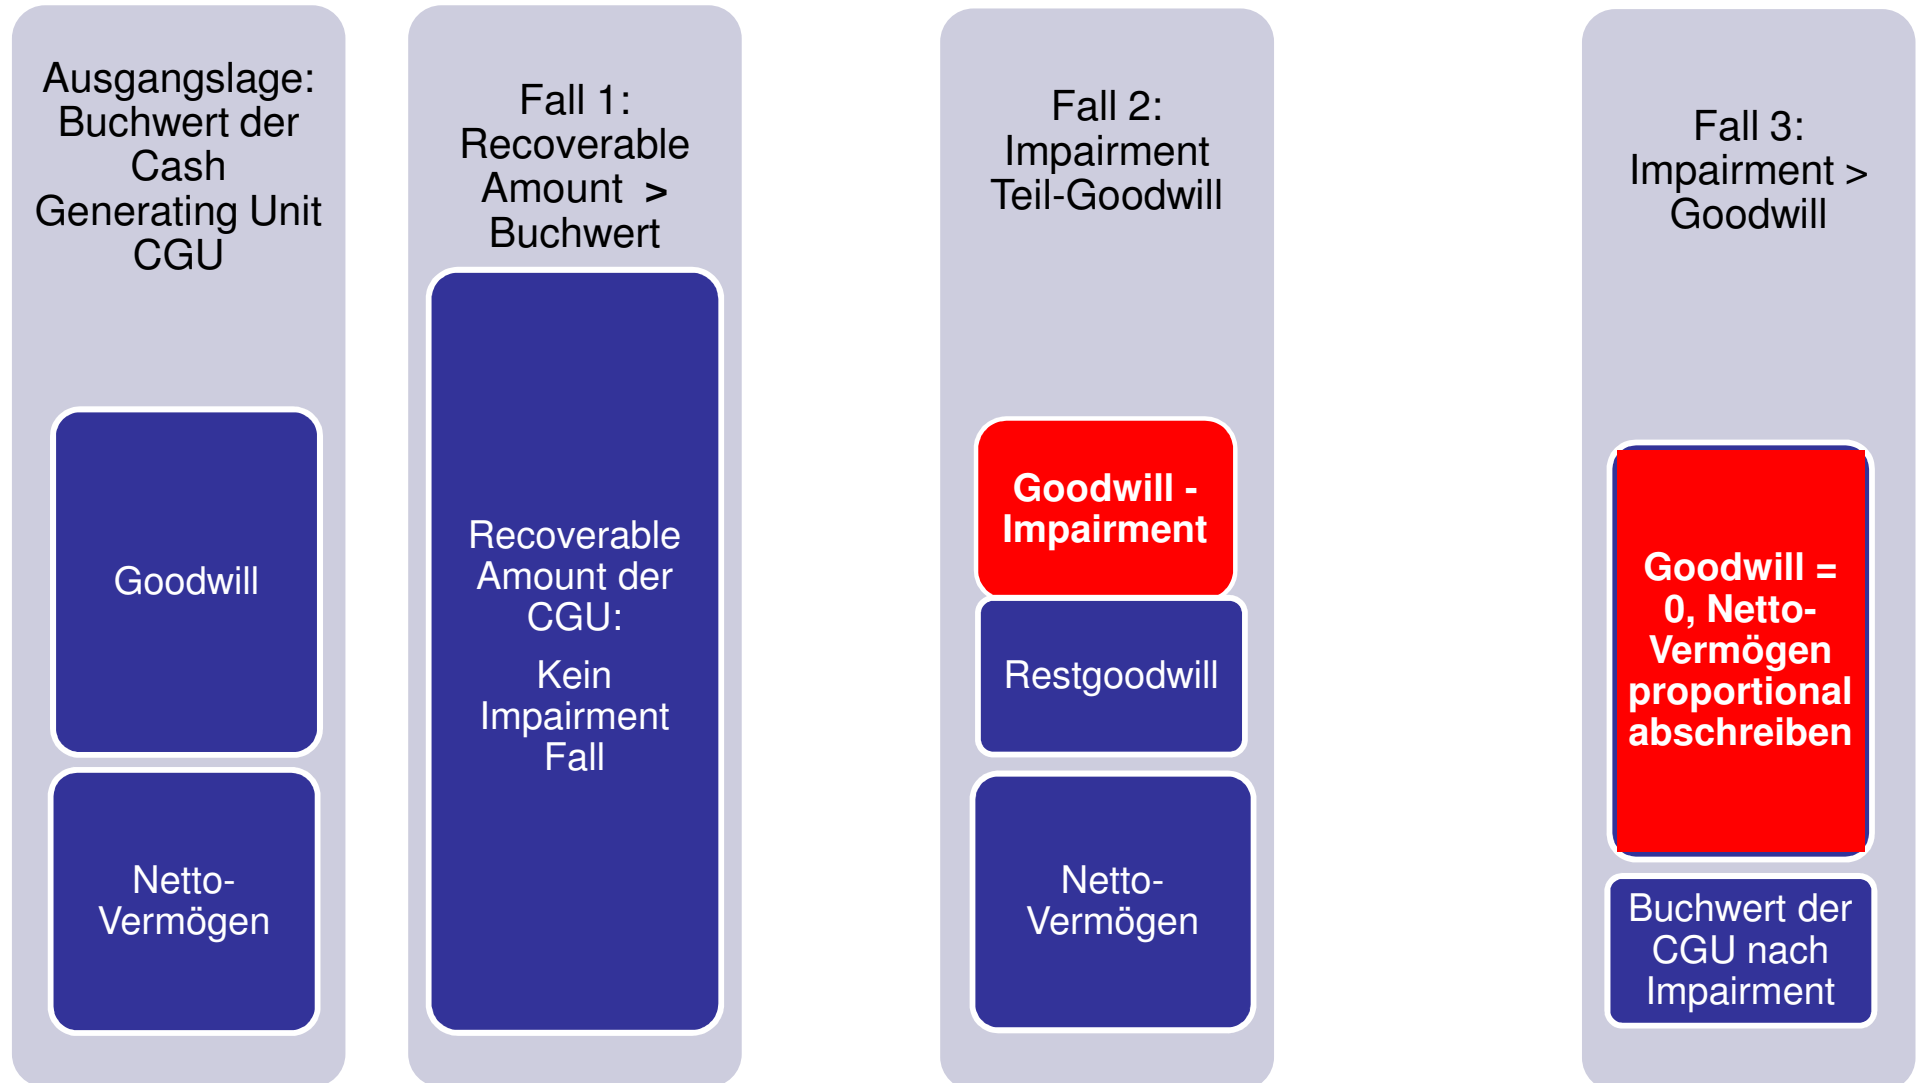 Ausgangslage:
Buchwert der
Cash
Generating Unit
CGU
Goodwill
Netto-
Vermögen
Fall 1:
Recoverable
Amount >
Buchwert
Recoverable
Amount der
CGU:
Kein
Impairment
Fall
Fall 2:
Impairment
Teil-Goodwill
Goodwill -
Impairment
Restgoodwill
Netto-
Vermögen
Fall 3:
Impairment >
Goodwill
Goodwill =
0, Netto-
Vermögen
proportional
abschreiben
Buchwert der
CGU nach
Impairment